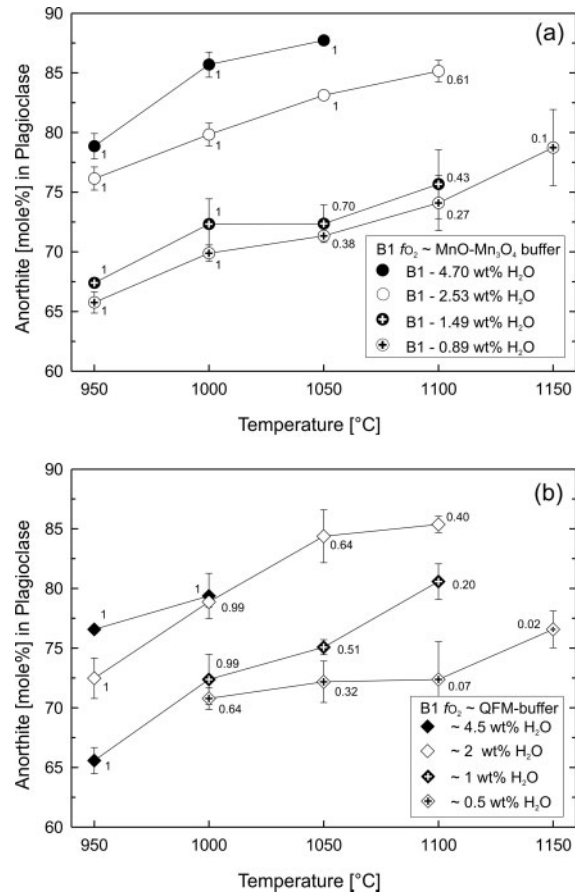 90
(a)
85
80
75
70
65
60
Anorthite [mole%] in Plagioclase
1
1
1
1
1
0.61
1
1
0.70
0.43
0.1
1
1
0.38
0.27
B1 fO₂ ~ MnO-Mn₃O₄ buffer
B1 - 4.70 wt% H₂O
B1 - 2.53 wt% H₂O
B1 - 1.49 wt% H₂O
B1 - 0.89 wt% H₂O
950 1000 1050 1100 1150
Temperature [°C]
90
(b)
85
80
75
70
65
60
Anorthite [mole%] in Plagioclase
1
1
0.99
0.64
0.40
1
0.99
0.51
0.20
1
0.64
0.32
0.07
0.02
B1 fO₂ ~ QFM-buffer
~ 4.5 wt% H₂O
~ 2 wt% H₂O
~ 1 wt% H₂O
~ 0.5 wt% H₂O
950 1000 1050 1100 1150
Temperature [°C]